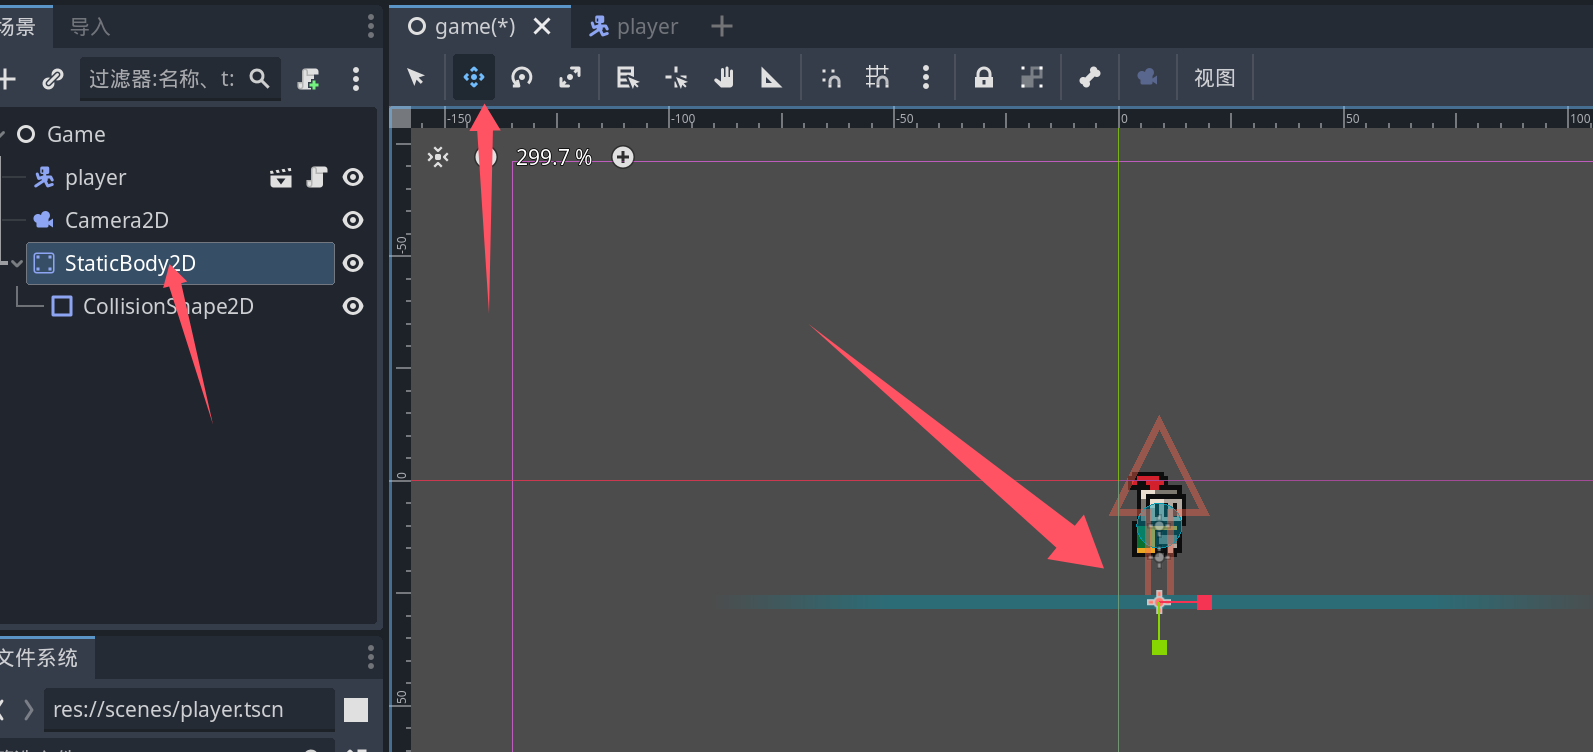 场景 导入
game(*) player
过滤器:名称、t:
视图
-150 -100 -50 0 50 100
Game
299.7 %
player
Camera2D
-50
StaticBody2D
CollisionShape2D
0
文件系统
50
res://scenes/player.tscn